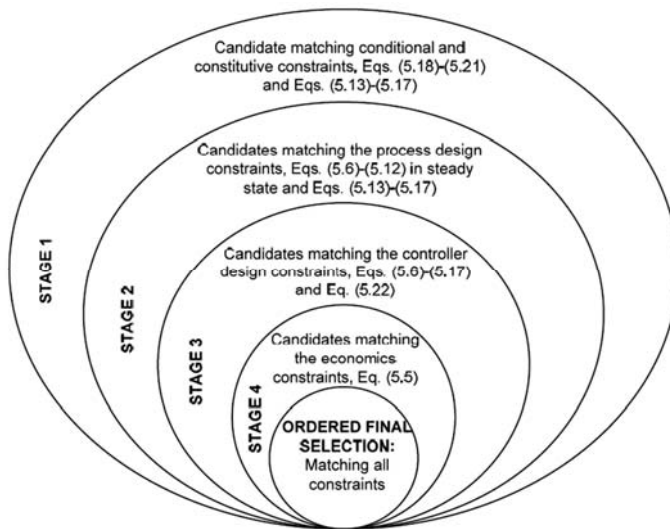 Candidate matching conditional and
constitutive constraints, Eqs. (5.18)-(5.21)
and Eqs. (5.13)-(5.17)
STAGE 1
Candidates matching the process design
constraints, Eqs. (5.6)-(5.12) in steady
state and Eqs. (5.13)-(5.17)
STAGE 2
Candidates matching the controller
design constraints, Eqs. (5.6)-(5.17)
and Eq. (5.22)
STAGE 3
Candidates matching
the economics
constraints, Eq. (5.5)
STAGE 4
ORDERED FINAL
SELECTION:
Matching all
constraints